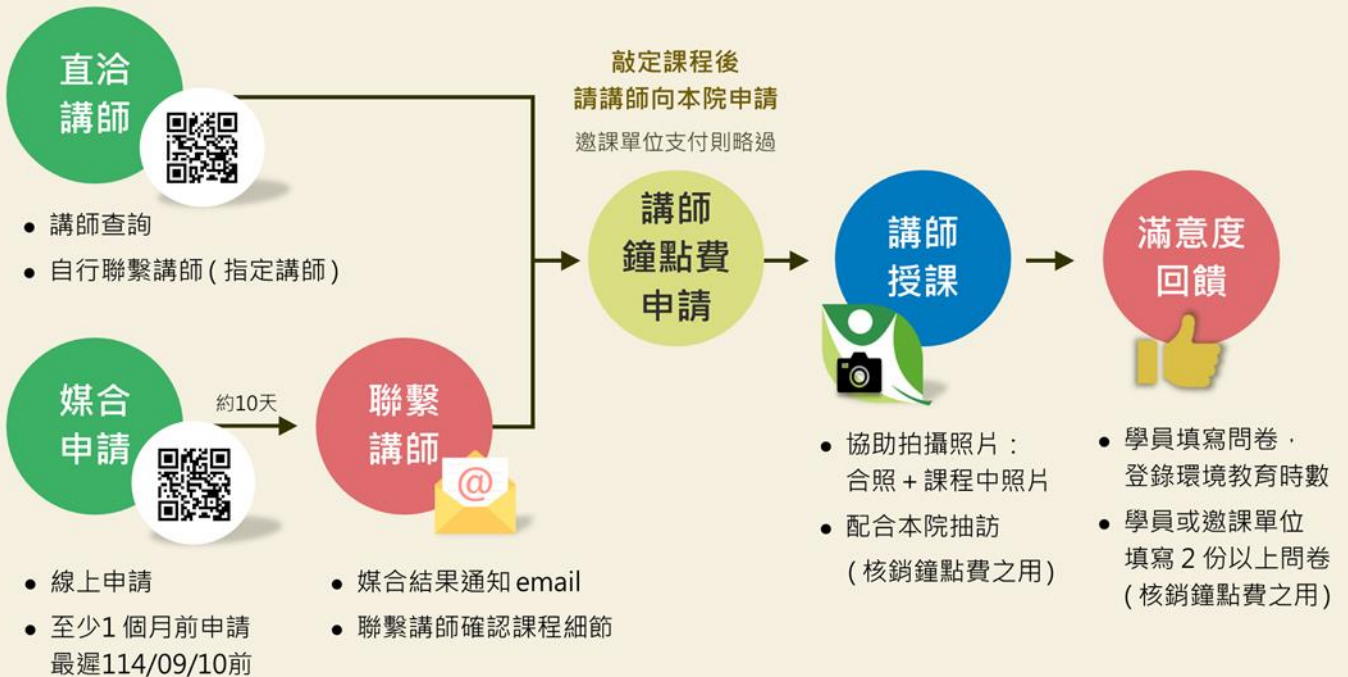 直洽
講師
● 講師查詢
● 自行聯繫講師 ( 指定講師 )
媒合
申請
● 線上申請
● 至少1 個月前申請
最遲114/09/10前
約10天
聯繫
講師
@
● 媒合結果通知 email
● 聯繫講師確認課程細節
敲定課程後
請講師向本院申請
邀課單位支付則略過
講師
鐘點費
申請
講師
授課
● 協助拍攝照片：
合照 + 課程中照片
● 配合本院抽訪
( 核銷鐘點費之用 )
滿意度
回饋
● 學員填寫問卷，
登錄環境教育時數
● 學員或邀課單位
填寫 2 份以上問卷
( 核銷鐘點費之用 )